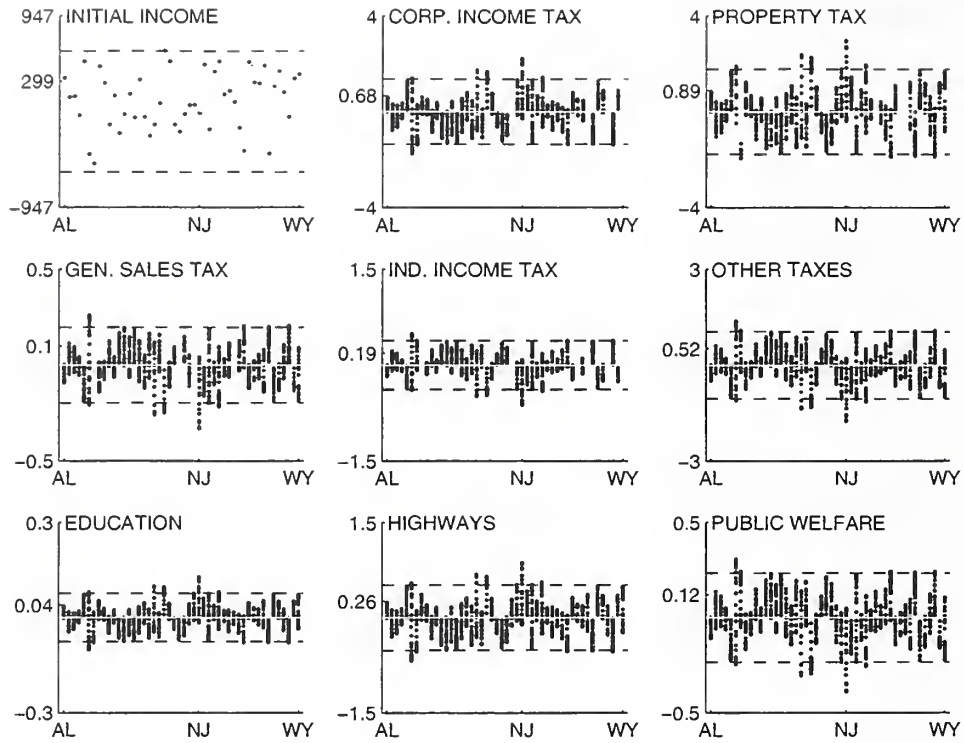 INITIAL INCOME
947
299
−947
AL NJ WY
CORP. INCOME TAX
4
0.68
−4
AL NJ WY
PROPERTY TAX
4
0.89
−4
AL NJ WY
GEN. SALES TAX
0.5
0.1
−0.5
AL NJ WY
IND. INCOME TAX
1.5
0.19
−1.5
AL NJ WY
OTHER TAXES
3
0.52
−3
AL NJ WY
EDUCATION
0.3
0.04
−0.3
AL NJ WY
HIGHWAYS
1.5
0.26
−1.5
AL NJ WY
PUBLIC WELFARE
0.5
0.12
−0.5
AL NJ WY